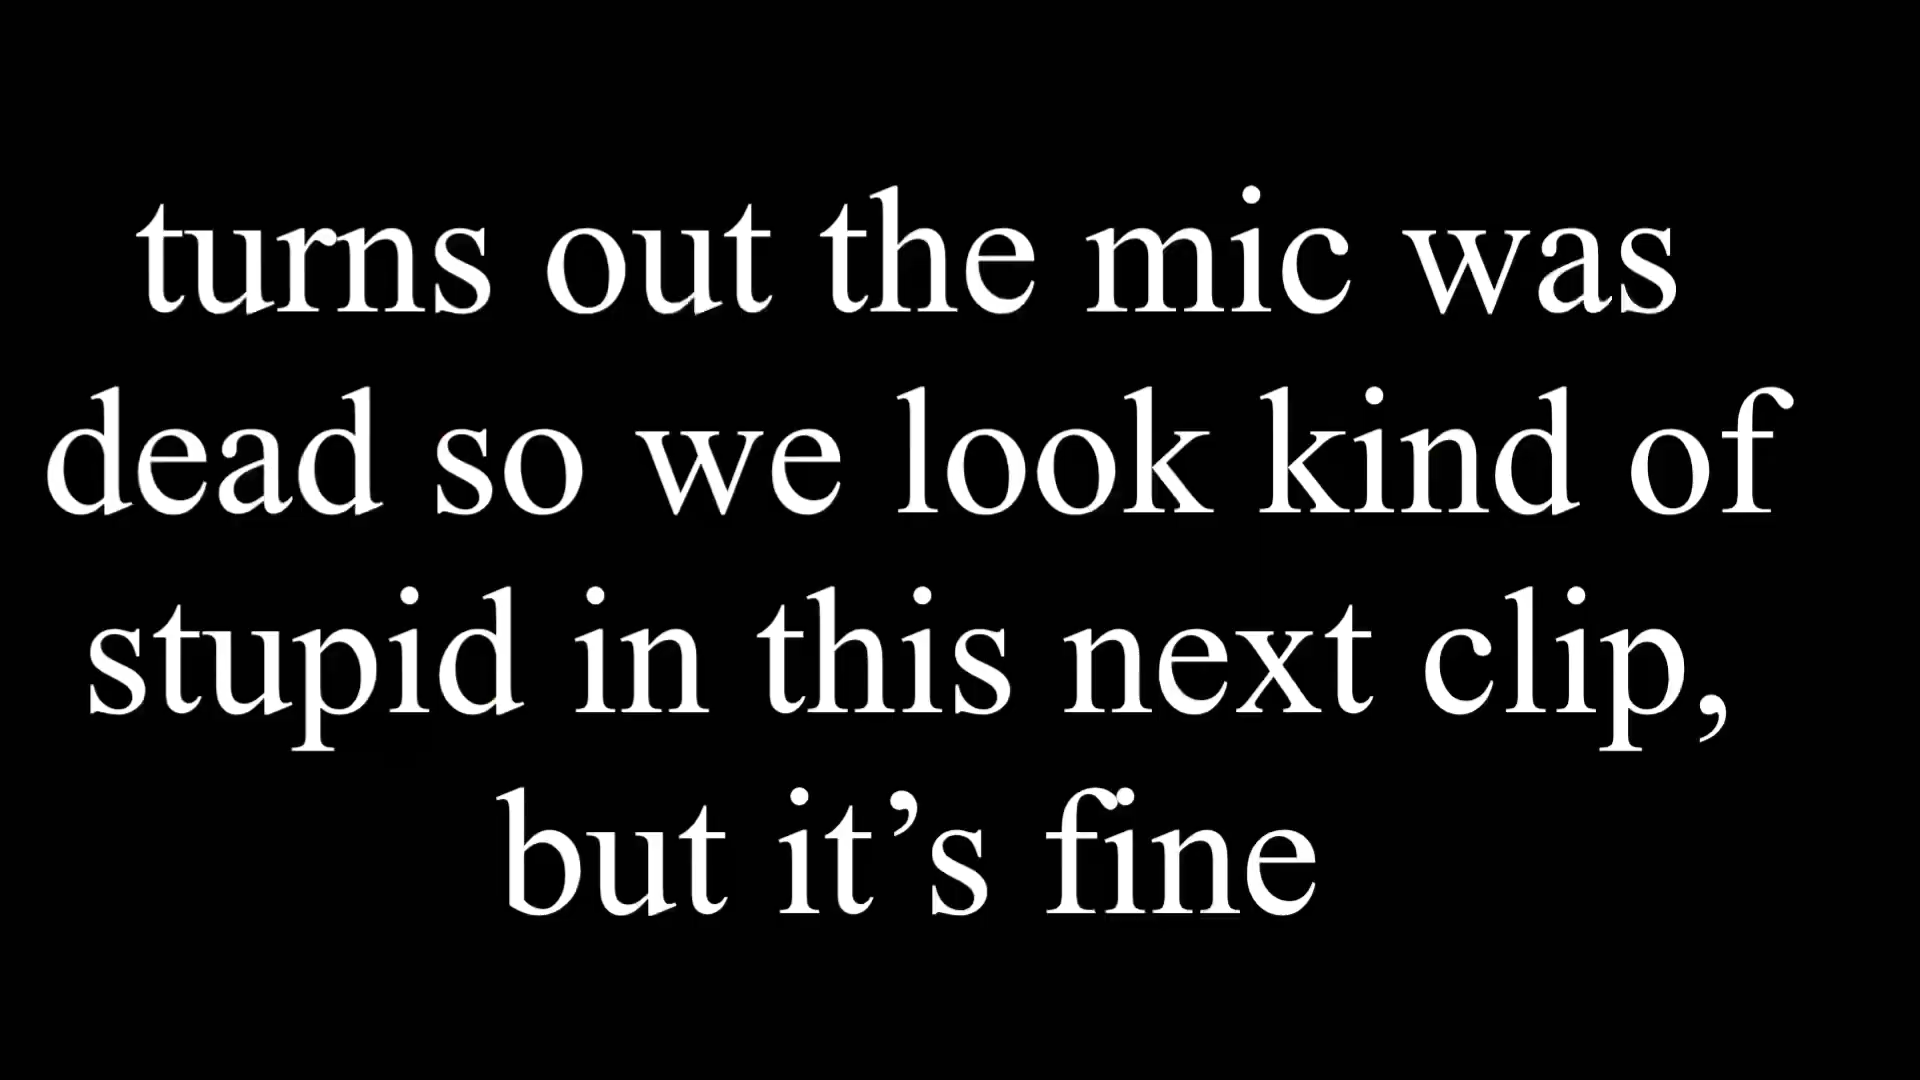 turns out the mic was
dead so we look kind of
stupid in this next clip,
but it’s fine